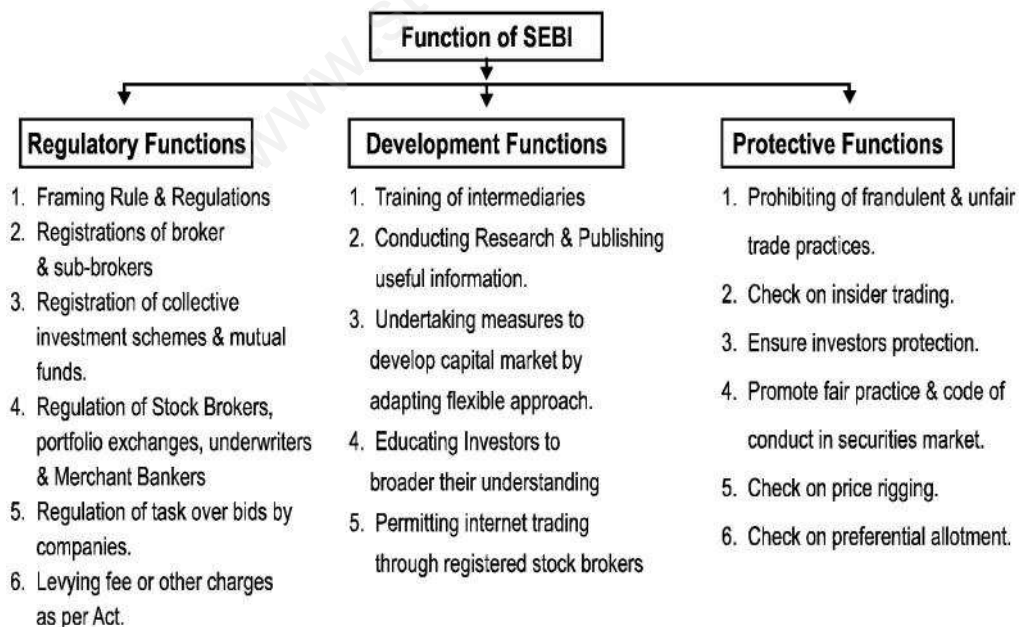 Function of SEBI
Regulatory Functions
1. Framing Rule & Regulations
2. Registrations of broker
& sub-brokers
3. Registration of collective
investment schemes & mutual
funds.
4. Regulation of Stock Brokers,
portfolio exchanges, underwriters
& Merchant Bankers
5. Regulation of task over bids by
companies.
6. Levying fee or other charges
as per Act.
Development Functions
1. Training of intermediaries
2. Conducting Research & Publishing
useful information.
3. Undertaking measures to
develop capital market by
adapting flexible approach.
4. Educating Investors to
broader their understanding
5. Permitting internet trading
through registered stock brokers
Protective Functions
1. Prohibiting of frandulent & unfair
trade practices.
2. Check on insider trading.
3. Ensure investors protection.
4. Promote fair practice & code of
conduct in securities market.
5. Check on price rigging.
6. Check on preferential allotment.